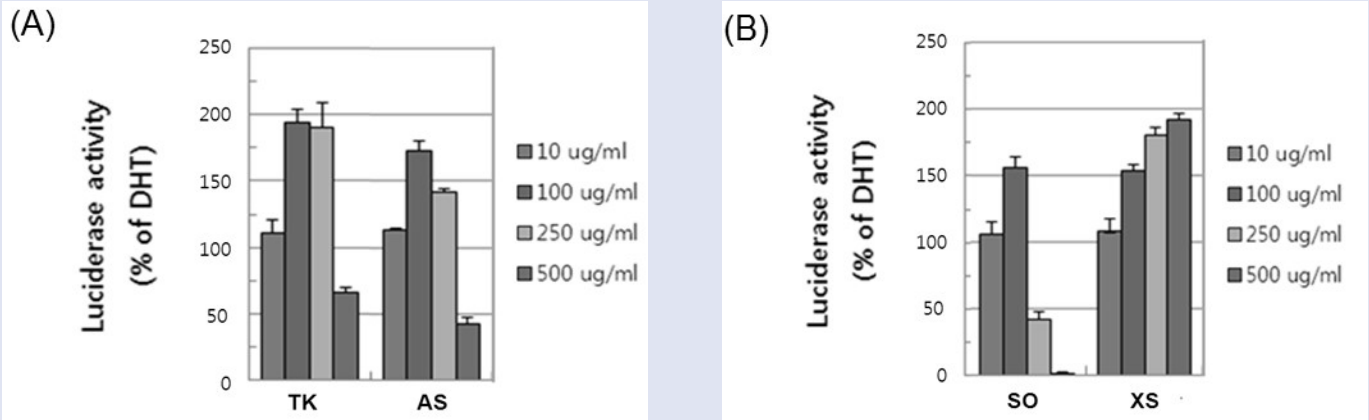 (A)
Luciderase activity
(% of DHT)
250
200
150
100
50
0
TK AS
10 ug/ml
100 ug/ml
250 ug/ml
500 ug/ml
(B)
Luciderase activity
(% of DHT)
250
200
150
100
50
0
SO XS
10 ug/ml
100 ug/ml
250 ug/ml
500 ug/ml